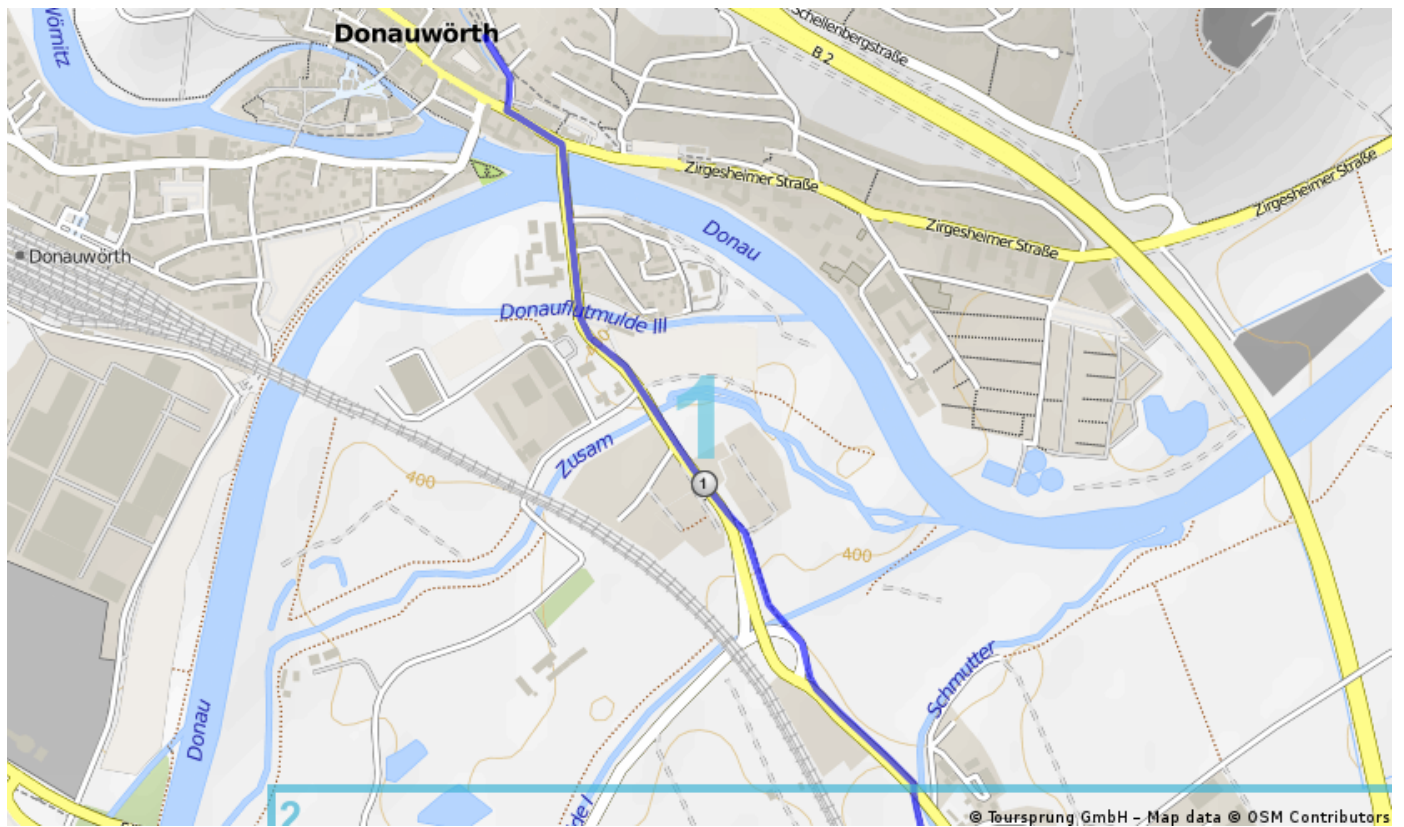 Wörnitz
Donauwörth
Schellenbergstraße
B 2
Zirgesheimer Straße
Zirgesheimer Straße
Zirgesheimer Straße
Donau
Donauwörth
Donauflutmulde III
1
Zusam
400
1
400
Schmutter
Donau
2
de I
© Toursprung GmbH – Map data © OSM Contributors